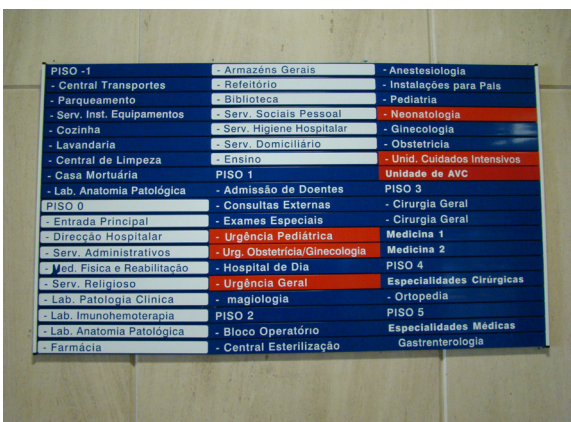 PISO -1
- Central Transportes
- Parqueamento
- Serv. Inst. Equipamentos
- Cozinha
- Lavandaria
- Central de Limpeza
- Casa Mortuária
- Lab. Anatomia Patológica
PISO 0
- Entrada Principal
- Direcção Hospitalar
- Serv. Administrativos
- Med. Fisica e Reabilitação
- Serv. Religioso
- Lab. Patologia Clinica
- Lab. Imunohemoterapia
- Lab. Anatomia Patológica
- Farmácia
- Armazéns Gerais
- Refeitório
- Biblioteca
- Serv. Sociais Pessoal
- Serv. Higiene Hospitalar
- Serv. Domiciliário
- Ensino
PISO 1
- Admissão de Doentes
- Consultas Externas
- Exames Especiais
- Urgência Pediátrica
- Urg. Obstetrícia/Ginecologia
- Hospital de Dia
- Urgência Geral
- magiologia
PISO 2
- Bloco Operatório
- Central Esterilização
- Anestesiologia
- Instalações para Pais
- Pediatria
- Neonatologia
- Ginecologia
- Obstetricia
- Unid. Cuidados Intensivos
Unidade de AVC
PISO 3
- Cirurgia Geral
- Cirurgia Geral
Medicina 1
Medicina 2
PISO 4
Especialidades Cirúrgicas
- Ortopedia
PISO 5
Especialidades Médicas
Gastrenterologia